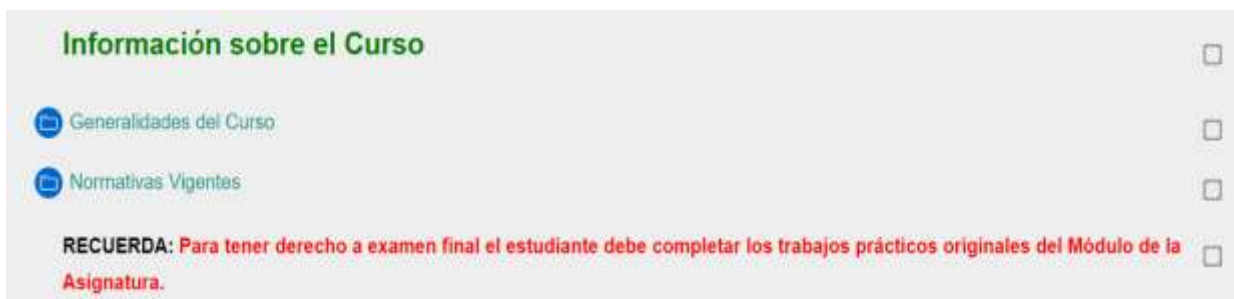 Información sobre el Curso
Generalidades del Curso
Normativas Vigentes
RECUERDA: Para tener derecho a examen final el estudiante debe completar los trabajos prácticos originales del Módulo de la
Asignatura.